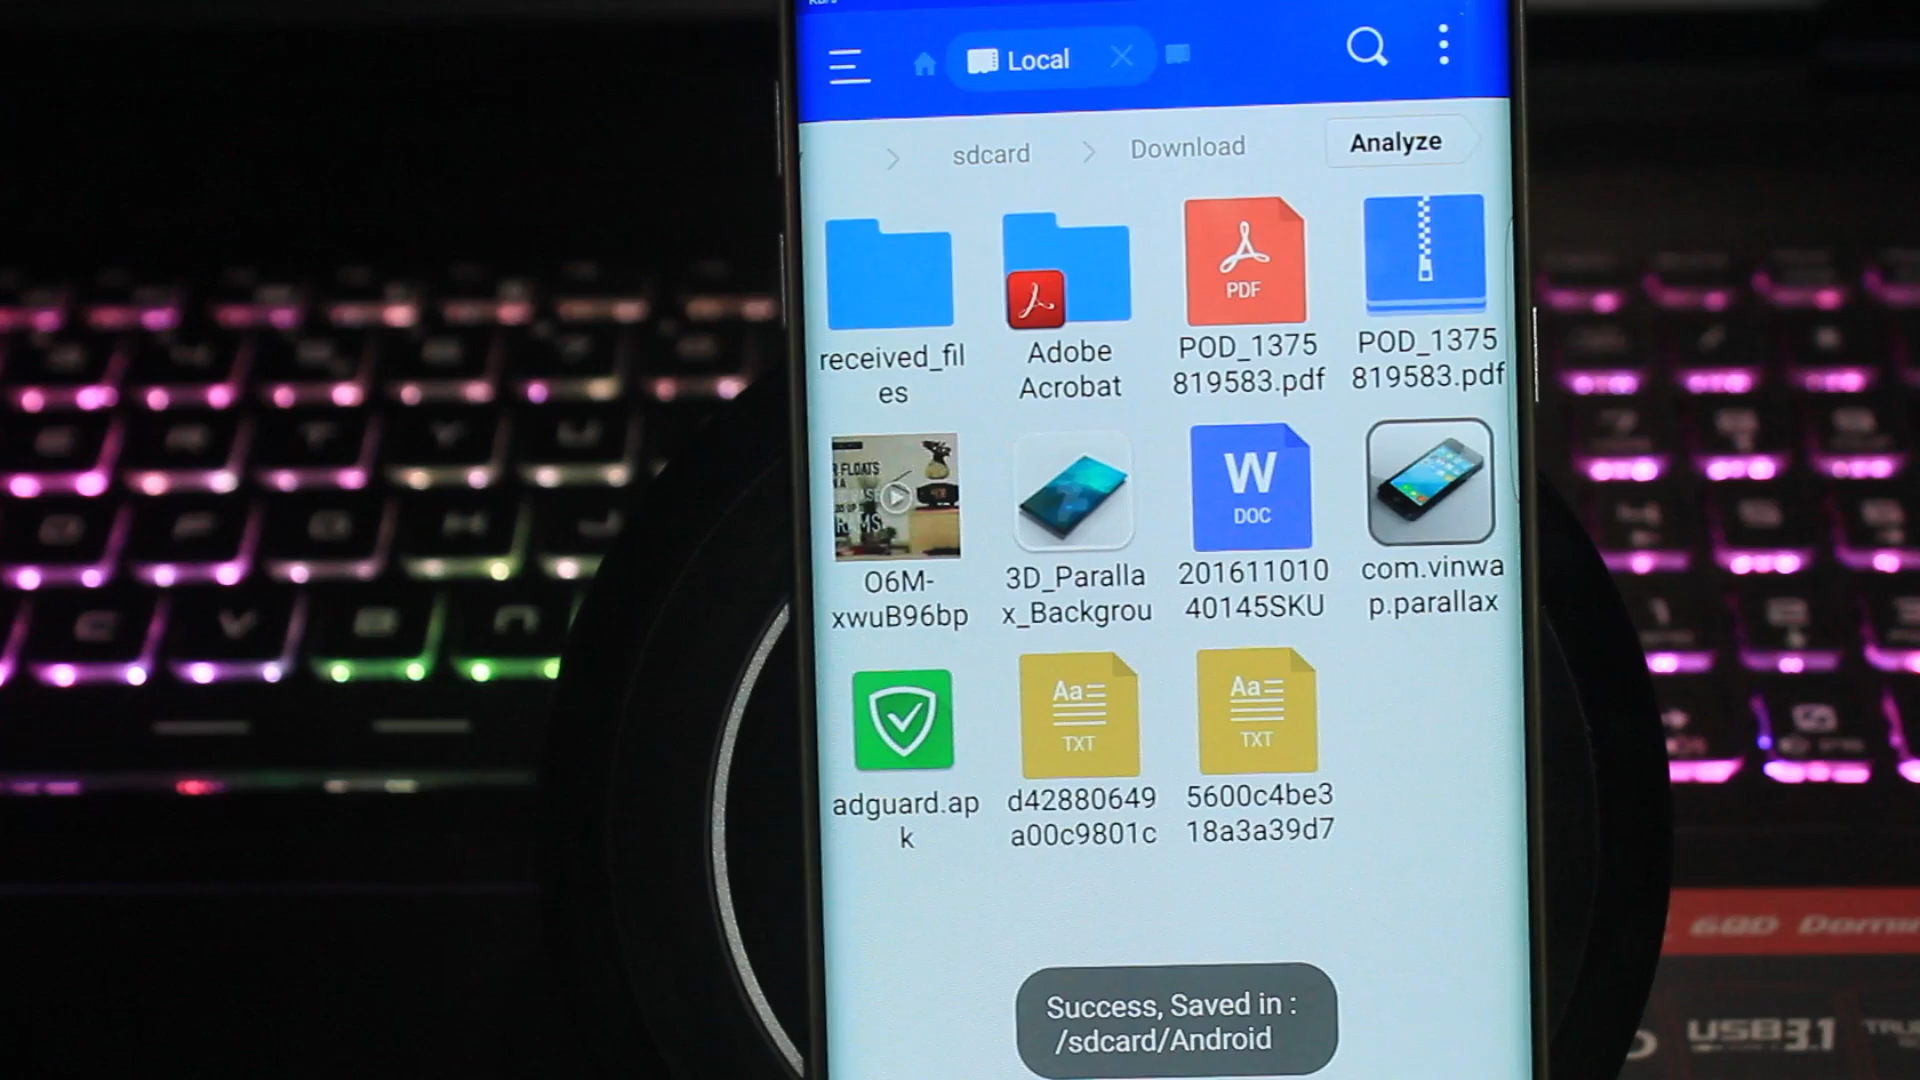 Local
sdcard
Download
Analyze
PDF
received_fil
es
Adobe
Acrobat
POD_1375
819583.pdf
POD_1375
819583.pdf
R FLOATS
W
DOC
O6M-
xwuB96bp
3D_Paralla
x_Backgrou
201611010
40145SKU
com.vinwa
p.parallax
Aa
TXT
Aa
TXT
adguard.ap
k
d42880649
a00c9801c
5600c4be3
18a3a39d7
Success, Saved in :
/sdcard/Android
E
R
T
Y
U
D
F
G
H
J
C
V
B
N
USB3.1